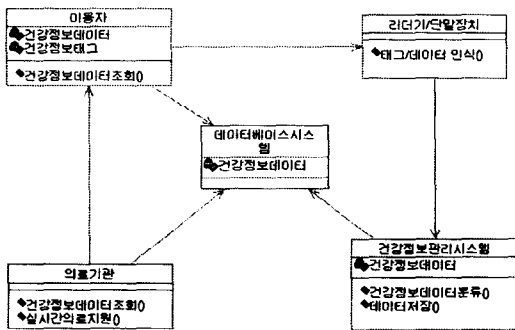 이용자
건강정보데이터
건강정보태그
건강정보데이터조회()
리더기/단말장치
태그/데이터 인식()
데이터베이스시스
템
건강정보데이터
의료기관
건강정보데이터조회()
실시간의료지원()
건강정보관리시스템
건강정보데이터
건강정보데이터분류()
데이터저장()